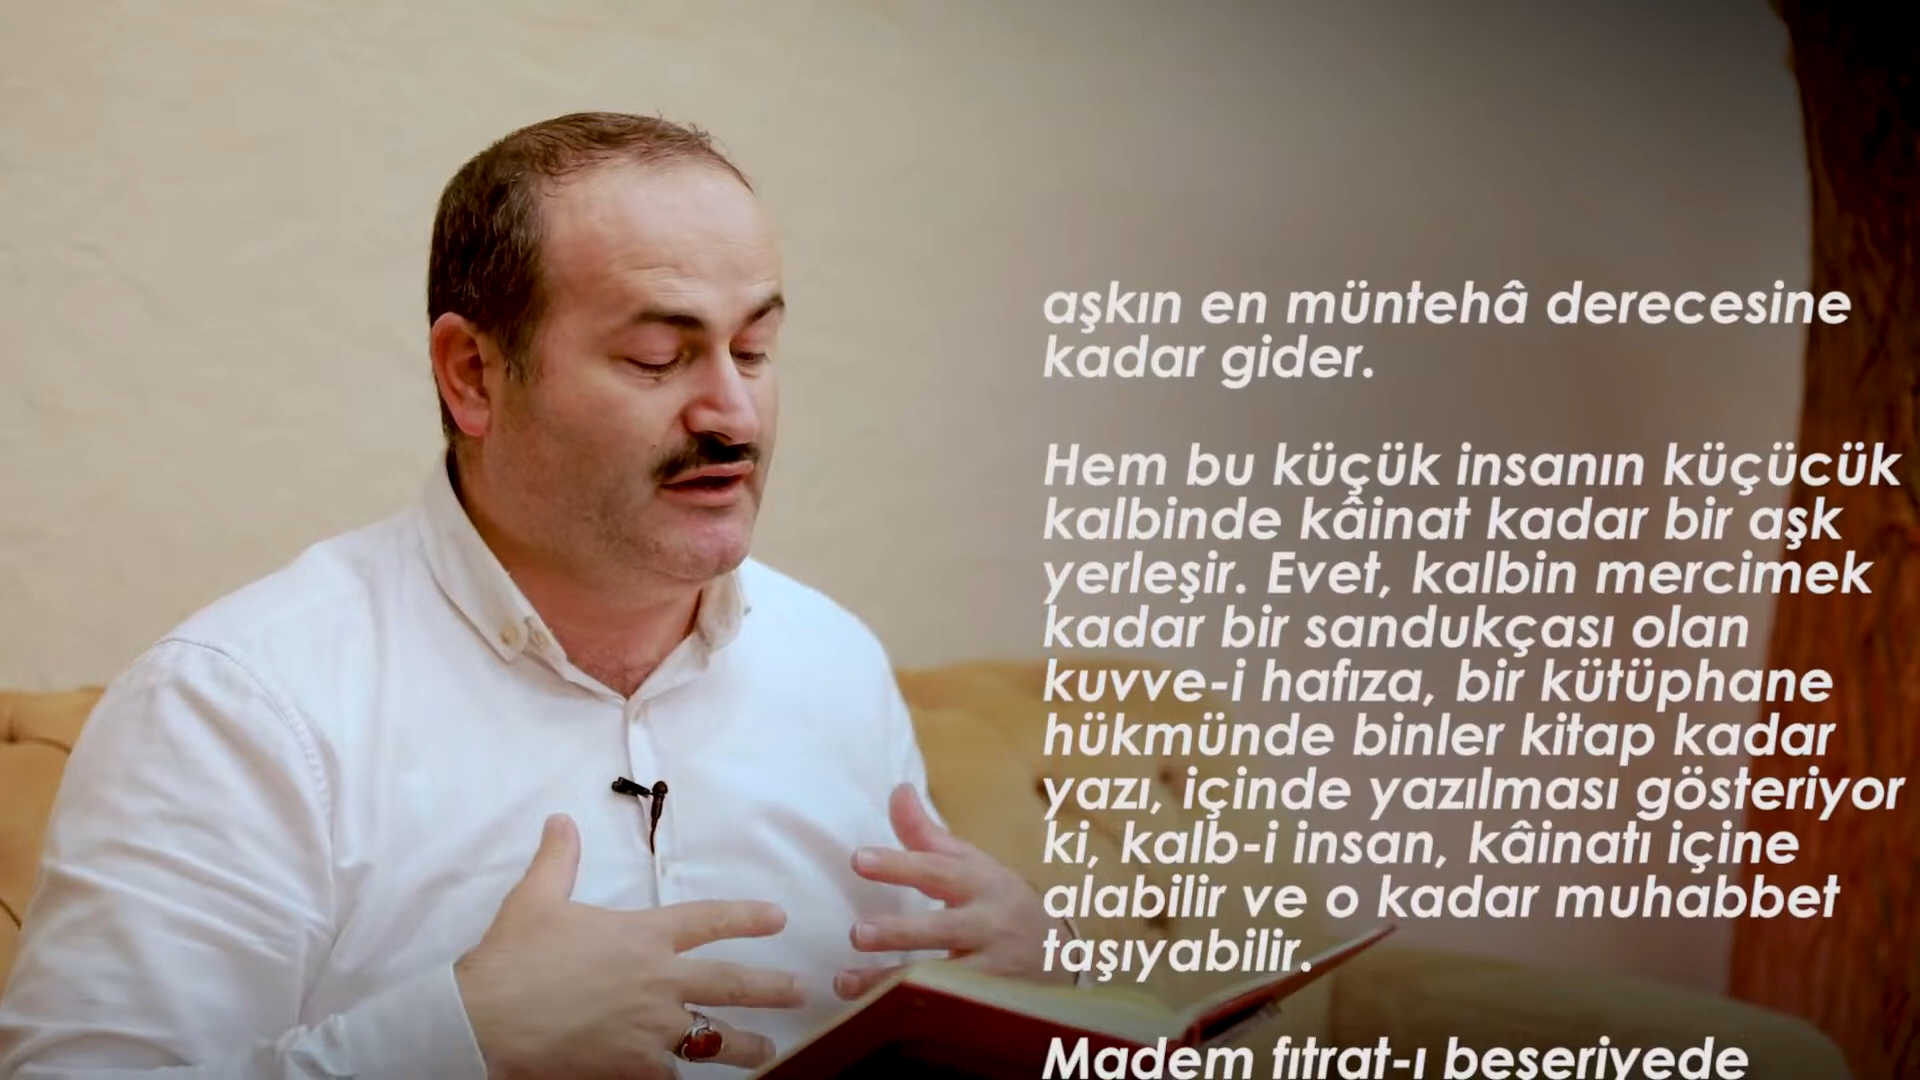 aşkın en müntehâ derecesine
kadar gider.
Hem bu küçük insanın küçücük
kalbinde kâinat kadar bir aşk
yerleşir. Evet, kalbin mercimek
kadar bir sandukçası olan
kuvve-i hafıza, bir kütüphane
hükmünde binler kitap kadar
yazı, içinde yazılması gösteriyor
ki, kalb-i insan, kâinatı içine
alabilir ve o kadar muhabbet
taşıyabilir.
Madem fıtrat-ı beşeriyede